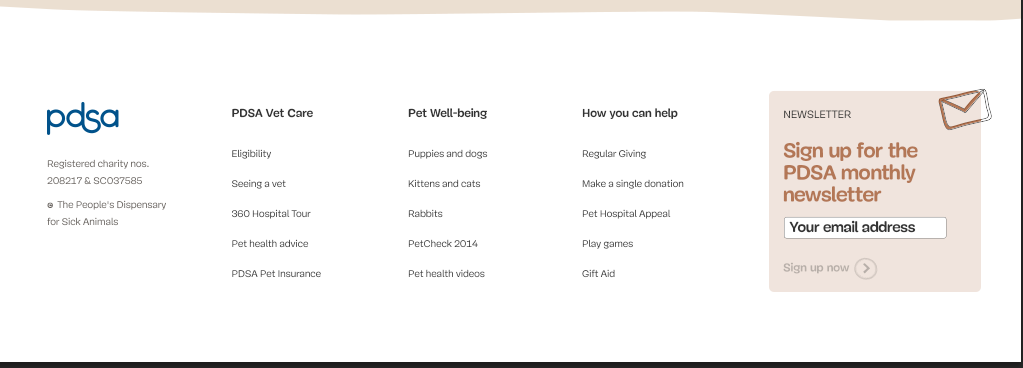 pdsa
Registered charity nos.
208217 & SC037585
© The People's Dispensary
for Sick Animals
PDSA Vet Care
Eligibility
Seeing a vet
360 Hospital Tour
Pet health advice
PDSA Pet Insurance
Pet Well-being
Puppies and dogs
Kittens and cats
Rabbits
PetCheck 2014
Pet health videos
How you can help
Regular Giving
Make a single donation
Pet Hospital Appeal
Play games
Gift Aid
NEWSLETTER
Sign up for the
PDSA monthly
newsletter
Your email address
Sign up now